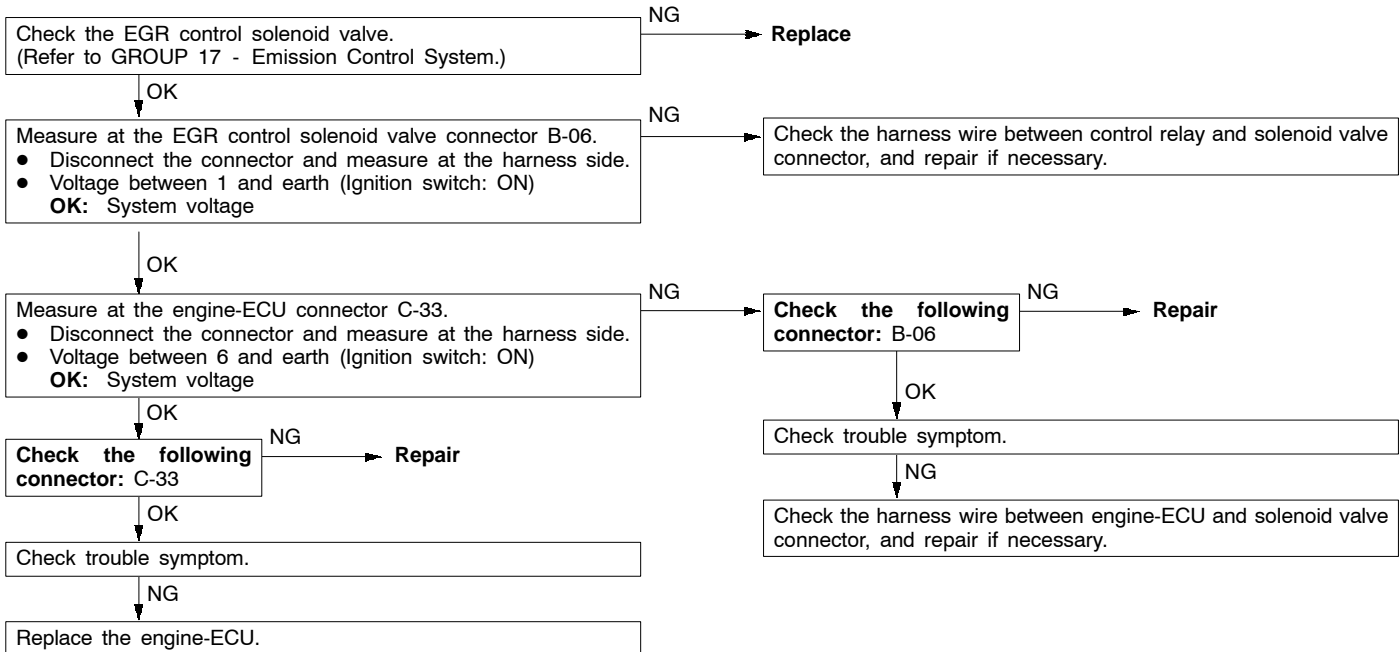 Check the EGR control solenoid valve.
(Refer to GROUP 17 - Emission Control System.)
NG
Replace
OK
Measure at the EGR control solenoid valve connector B-06.
● Disconnect the connector and measure at the harness side.
● Voltage between 1 and earth (Ignition switch: ON)
OK: System voltage
NG
Check the harness wire between control relay and solenoid valve
connector, and repair if necessary.
OK
Measure at the engine-ECU connector C-33.
● Disconnect the connector and measure at the harness side.
● Voltage between 6 and earth (Ignition switch: ON)
OK: System voltage
NG
Check the following
connector: B-06
NG
Repair
OK
Check trouble symptom.
NG
Check the harness wire between engine-ECU and solenoid valve
connector, and repair if necessary.
OK
Check the following
connector: C-33
NG
Repair
OK
Check trouble symptom.
NG
Replace the engine-ECU.